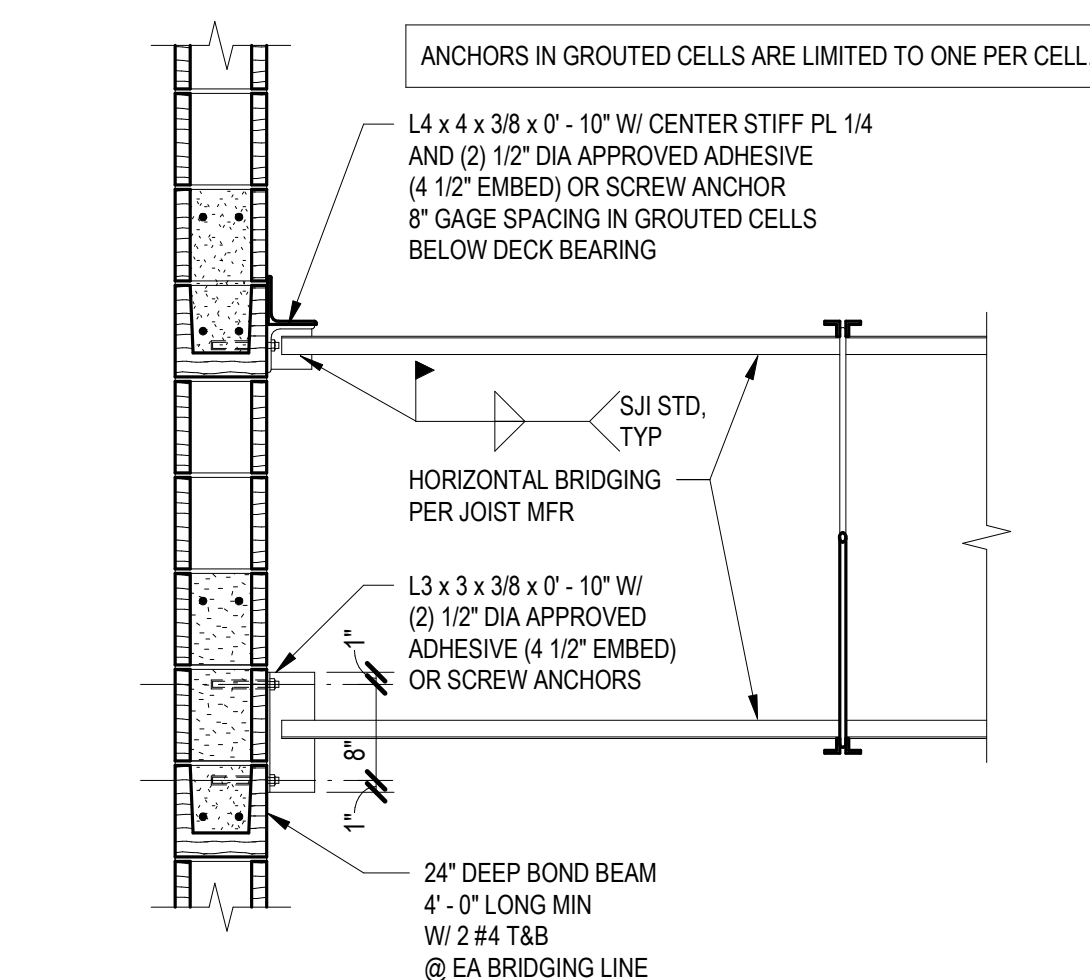 ANCHORS IN GROUTED CELLS ARE LIMITED TO ONE PER CELL.
L4 x 4 x 3/8 x 0' - 10" W/ CENTER STIFF PL 1/4
AND (2) 1/2" DIA APPROVED ADHESIVE
(4 1/2" EMBED) OR SCREW ANCHOR
8" GAGE SPACING IN GROUTED CELLS
BELOW DECK BEARING
SJI STD,
TYP
HORIZONTAL BRIDGING
PER JOIST MFR
L3 x 3 x 3/8 x 0' - 10" W/
(2) 1/2" DIA APPROVED
ADHESIVE (4 1/2" EMBED)
OR SCREW ANCHORS
1"
8"
1"
24" DEEP BOND BEAM
4' - 0" LONG MIN
W/ 2 #4 T&B
@ EA BRIDGING LINE